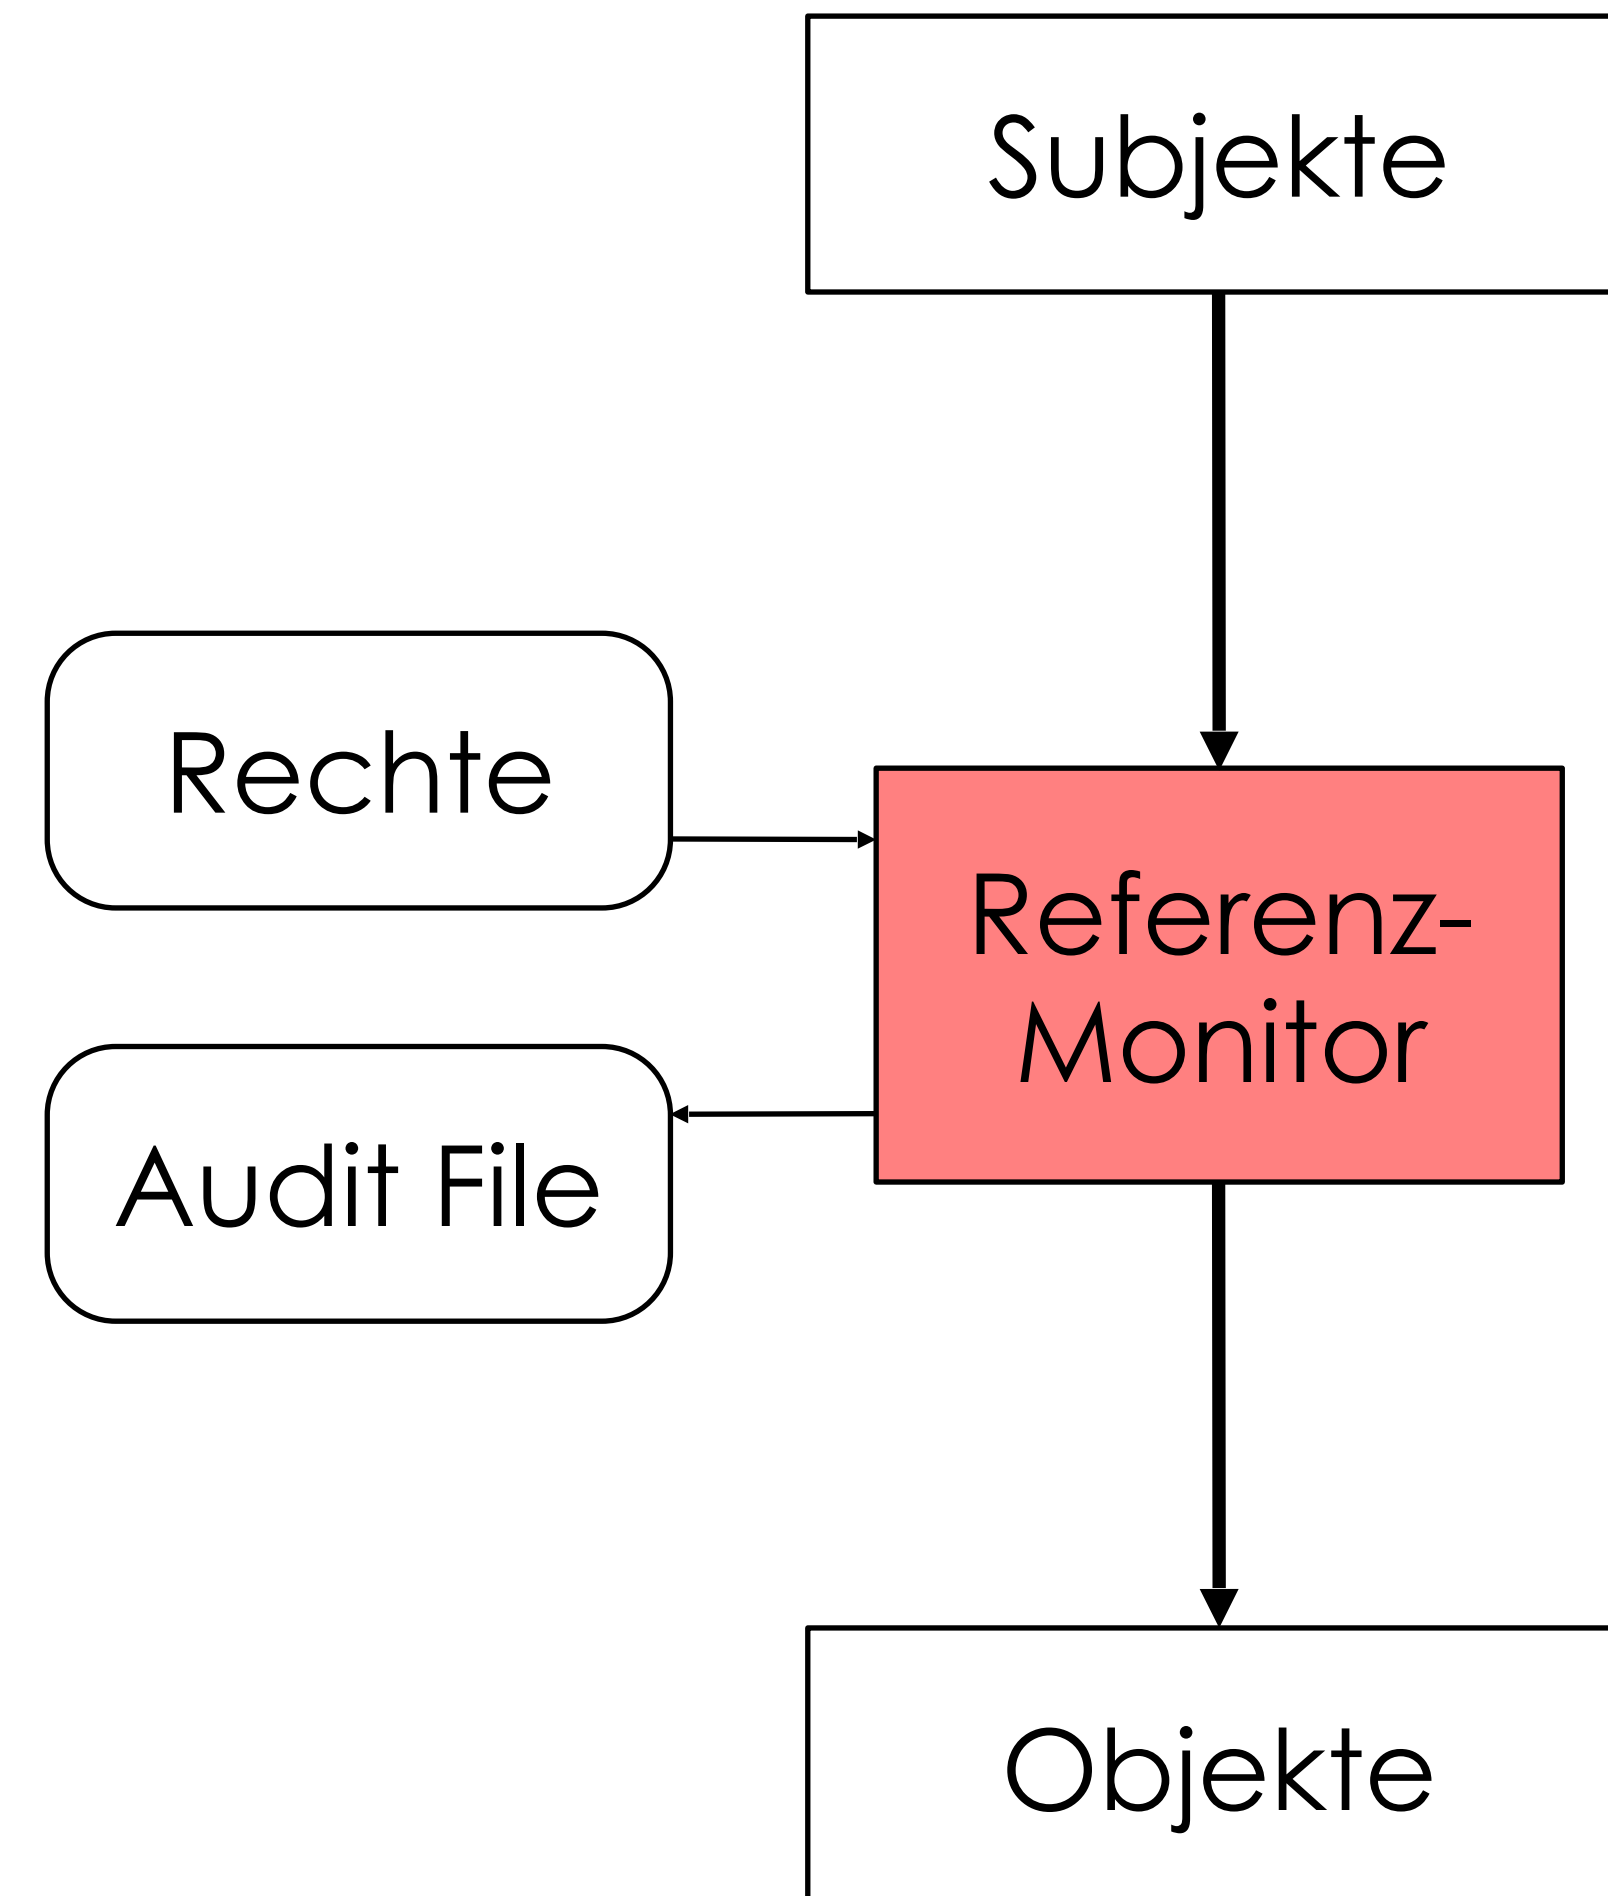 Subjekte
Rechte
Referenz-
Monitor
Audit File
Objekte